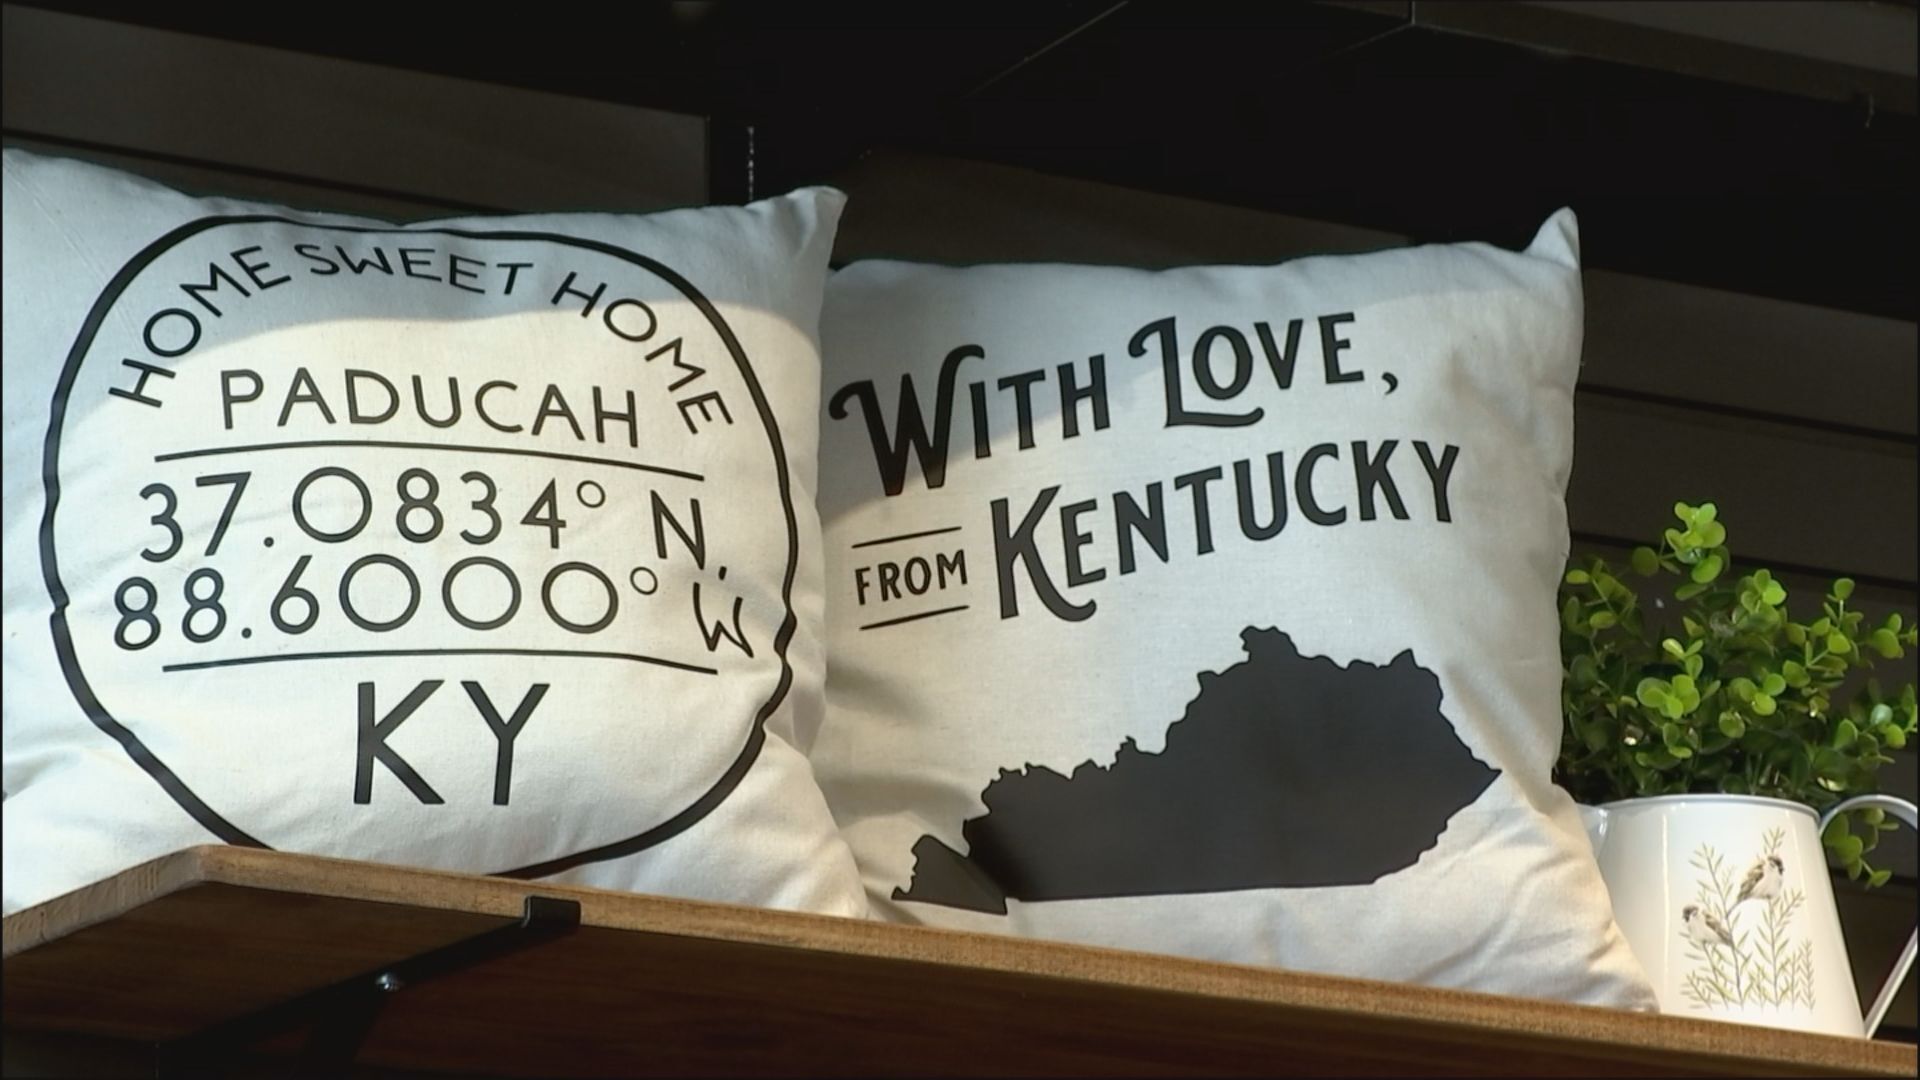 HOME SWEET HOME
PADUCAH
37.0834° N,
88.6000° W
KY
WITH LOVE,
FROM KENTUCKY